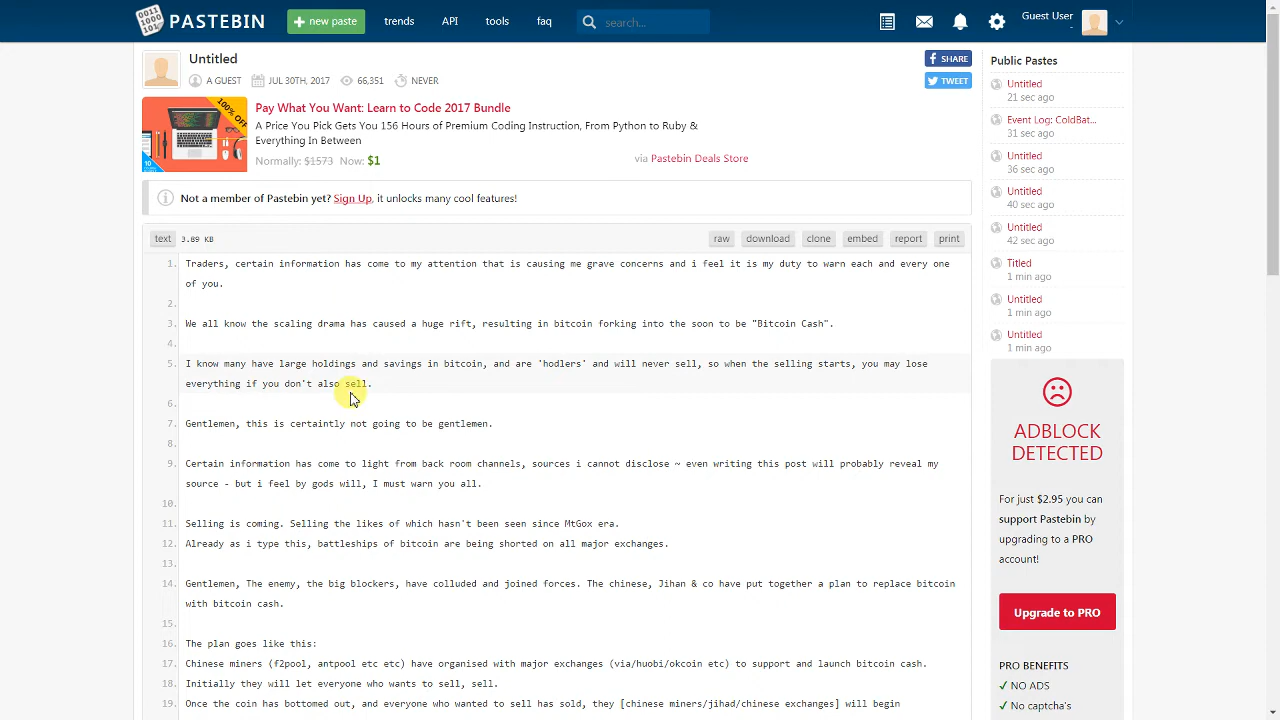 PASTEBIN
+ new paste
trends
API
tools
faq
search...
Guest User
-
Untitled
A GUEST JUL 30TH, 2017 66,351 NEVER
SHARE
TWEET
100% OFF
10
Pay What You Want: Learn to Code 2017 Bundle
A Price You Pick Gets You 156 Hours of Premium Coding Instruction, From Python to Ruby &
Everything In Between
Normally: $1573 Now: $1
via Pastebin Deals Store
Not a member of Pastebin yet? Sign Up, it unlocks many cool features!
text 3.89 KB
raw download clone embed report print
1. Traders, certain information has come to my attention that is causing me grave concerns and i feel it is my duty to warn each and every one
of you.
2.
3. We all know the scaling drama has caused a huge rift, resulting in bitcoin forking into the soon to be "Bitcoin Cash".
4.
5. I know many have large holdings and savings in bitcoin, and are 'hodlers' and will never sell, so when the selling starts, you may lose
everything if you don't also sell.
6.
7. Gentlemen, this is certaintly not going to be gentlemen.
8.
9. Certain information has come to light from back room channels, sources i cannot disclose ~ even writing this post will probably reveal my
source - but i feel by gods will, I must warn you all.
10.
11. Selling is coming. Selling the likes of which hasn't been seen since MtGox era.
12. Already as i type this, battleships of bitcoin are being shorted on all major exchanges.
13.
14. Gentlemen, The enemy, the big blockers, have colluded and joined forces. The chinese, Jihan & co have put together a plan to replace bitcoin
with bitcoin cash.
15.
16. The plan goes like this:
17. Chinese miners (f2pool, antpool etc etc) have organised with major exchanges (via/huobi/okcoin etc) to support and launch bitcoin cash.
18. Initially they will let everyone who wants to sell, sell.
19. Once the coin has bottomed out, and everyone who wanted to sell has sold, they [chinese miners/jihad/chinese exchanges] will begin
Public Pastes
Untitled
21 sec ago
Event Log: ColdBat...
31 sec ago
Untitled
36 sec ago
Untitled
40 sec ago
Untitled
42 sec ago
Titled
1 min ago
Untitled
1 min ago
Untitled
1 min ago
ADBLOCK
DETECTED
For just $2.95 you can
support Pastebin by
upgrading to a PRO
account!
Upgrade to PRO
PRO BENEFITS
✓ NO ADS
✓ No captcha's